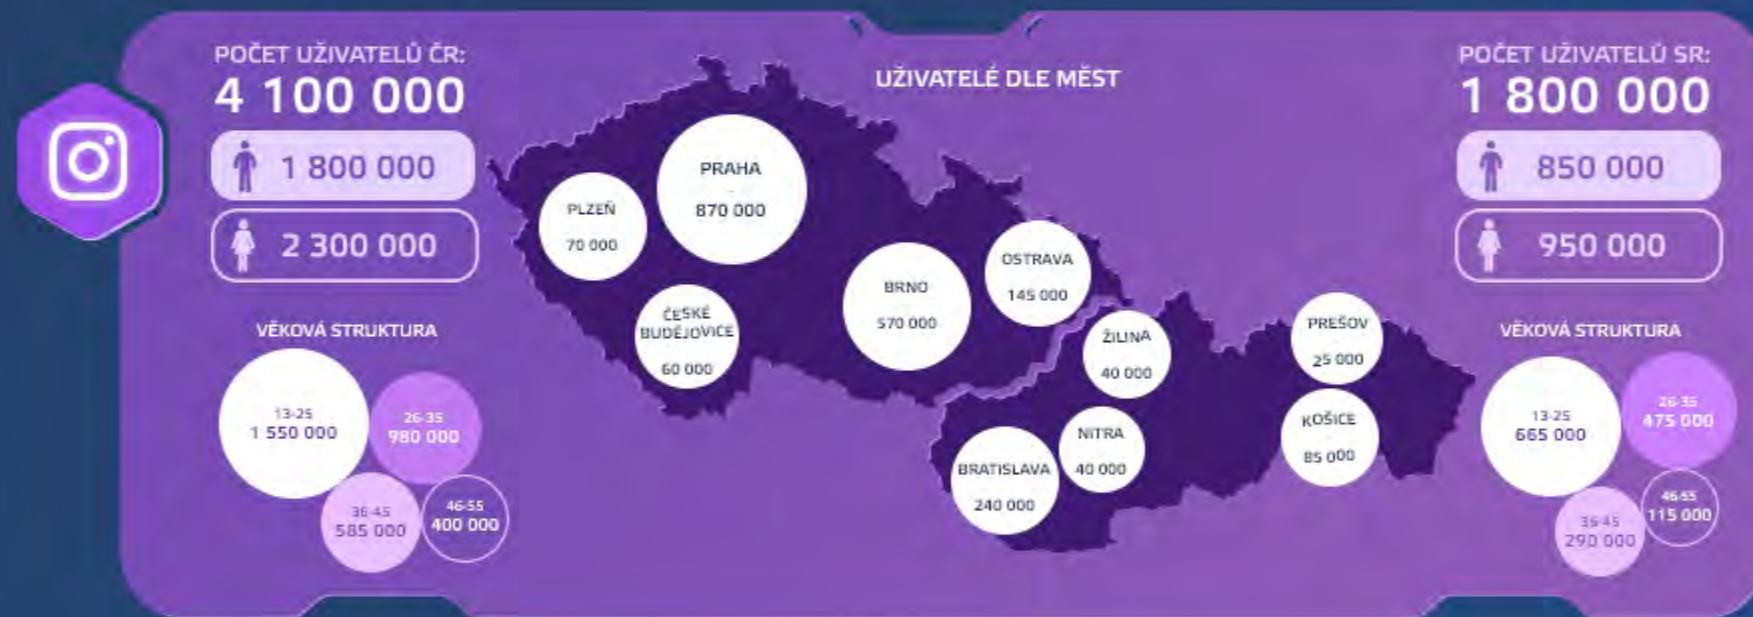 POČET UŽIVATELŮ ČR:
4 100 000
1 800 000
2 300 000
VĚKOVÁ STRUKTURA
13-25
1 550 000
26-35
980 000
36-45
585 000
46-55
400 000
UŽIVATELÉ DLE MĚST
PRAHA
870 000
PLZEŇ
70 000
ČESKÉ
BUDĚJOVICE
60 000
BRNO
570 000
OSTRAVA
145 000
ŽILINA
40 000
PREŠOV
25 000
NITRA
40 000
KOŠICE
85 000
BRATISLAVA
240 000
POČET UŽIVATELŮ SR:
1 800 000
850 000
950 000
VĚKOVÁ STRUKTURA
13-25
665 000
26-35
475 000
36-45
290 000
46-55
115 000